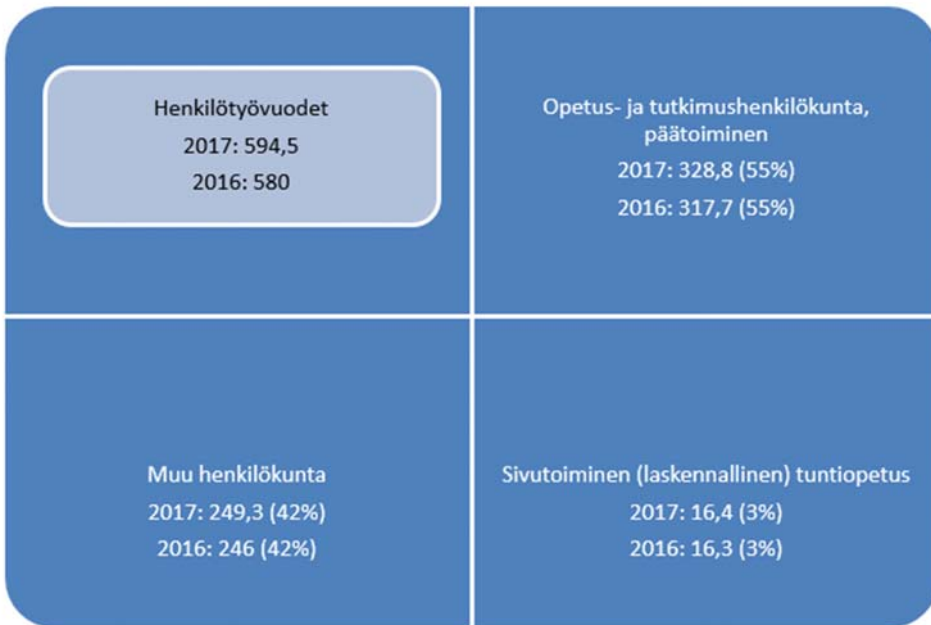 Henkilötyövuodet
2017: 594,5
2016: 580
Opetus- ja tutkimushenkilökunta,
päätoiminen
2017: 328,8 (55%)
2016: 317,7 (55%)
Muu henkilökunta
2017: 249,3 (42%)
2016: 246 (42%)
Sivutoiminen (laskennallinen) tuntiopetus
2017: 16,4 (3%)
2016: 16,3 (3%)